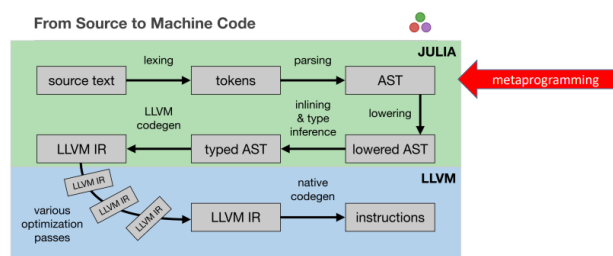 From Source to Machine Code
JULIA
lexing
parsing
source text
tokens
AST
metaprogramming
lowering
LLVM
codegen
inlining
& type
inference
LLVM IR
typed AST
lowered AST
LLVM
LLVM IR
LLVM IR
LLVM IR
various
optimization
passes
LLVM IR
native
codegen
instructions